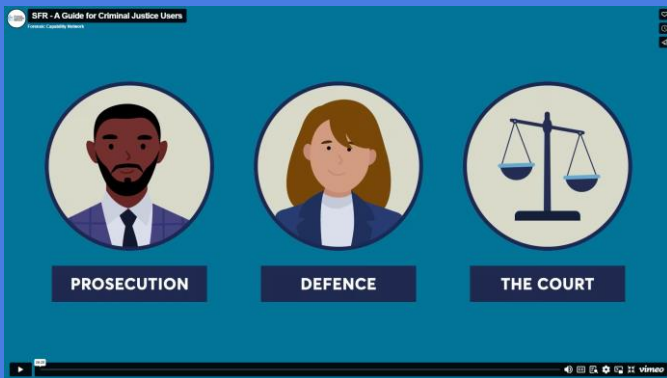 SFR - A Guide for Criminal Justice Users
Forensic Capability Network
PROSECUTION
DEFENCE
THE COURT
vimeo